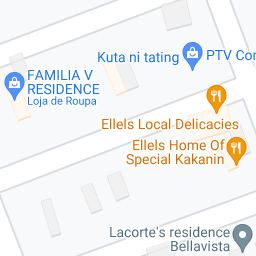 Kuta ni tating
PTV Con
FAMILIA V
RESIDENCE
Loja de Roupa
Ellels Local Delicacies
Ellels Home Of
Special Kakanin
Lacorte's residence
Bellavista